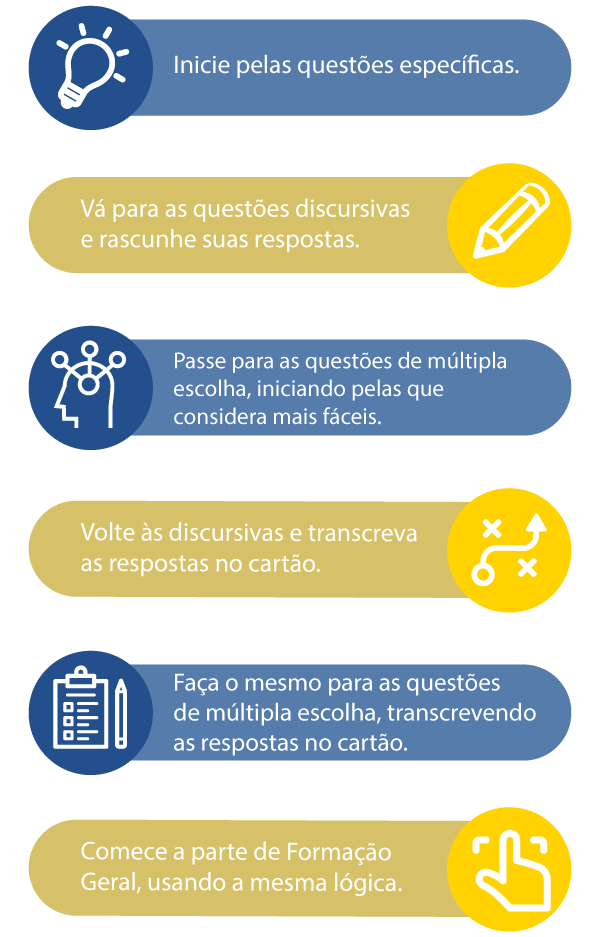 Inicie pelas questões específicas.
Vá para as questões discursivas
e rascunhe suas respostas.
Passe para as questões de múltipla
escolha, iniciando pelas que
considera mais fáceis.
Volte às discursivas e transcreva
as respostas no cartão.
Faça o mesmo para as questões
de múltipla escolha, transcrevendo
as respostas no cartão.
Comece a parte de Formação
Geral, usando a mesma lógica.